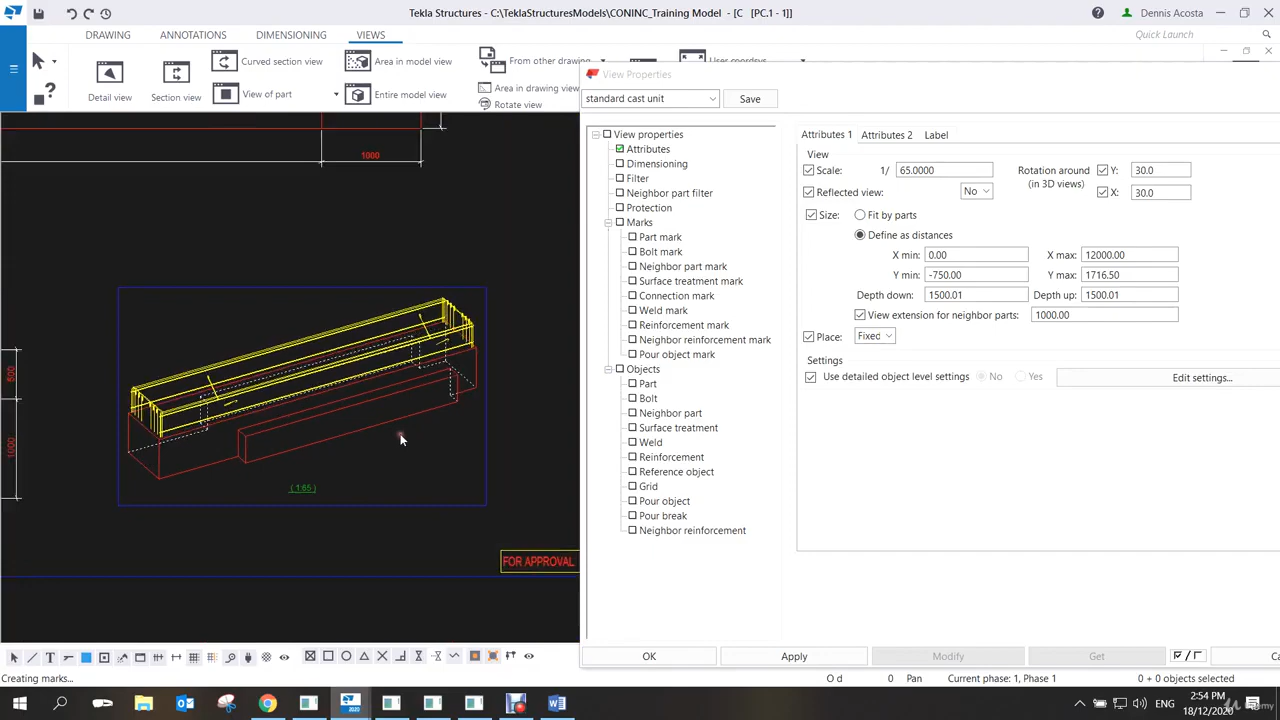 Tekla Structures - C:\TeklaStructuresModels\CONINC_Training Model - [C [PC.1 - 1]]
Dennis Acosta
DRAWING
ANNOTATIONS
DIMENSIONING
VIEWS
Quick Launch
Detail view
Section view
Curved section view
View of part
Area in model view
Entire model view
From other drawing
Area in drawing view
Rotate view
View Properties
standard cast unit
Save
View properties
Attributes
Dimensioning
Filter
Neighbor part filter
Protection
Marks
Part mark
Bolt mark
Neighbor part mark
Surface treatment mark
Connection mark
Weld mark
Reinforcement mark
Neighbor reinforcement mark
Pour object mark
Objects
Part
Bolt
Neighbor part
Surface treatment
Weld
Reinforcement
Reference object
Grid
Pour object
Pour break
Neighbor reinforcement
Attributes 1
Attributes 2
Label
View
Scale: 1/ 65.0000
Rotation around
(in 3D views)
Y: 30.0
X: 30.0
Reflected view: No
Size:
Fit by parts
Define as distances
X min: 0.00
X max: 12000.00
Y min: -750.00
Y max: 1716.50
Depth down: 1500.01
Depth up: 1500.01
View extension for neighbor parts: 1000.00
Place: Fixed
Settings
Use detailed object level settings
No
Yes
Edit settings...
1000
500
1000
(1:65)
FOR APPROVAL
OK
Apply
Modify
Get
Creating marks...
O d
0
Pan
Current phase: 1, Phase 1
0 + 0 objects selected
2020
ENG
2:54 PM